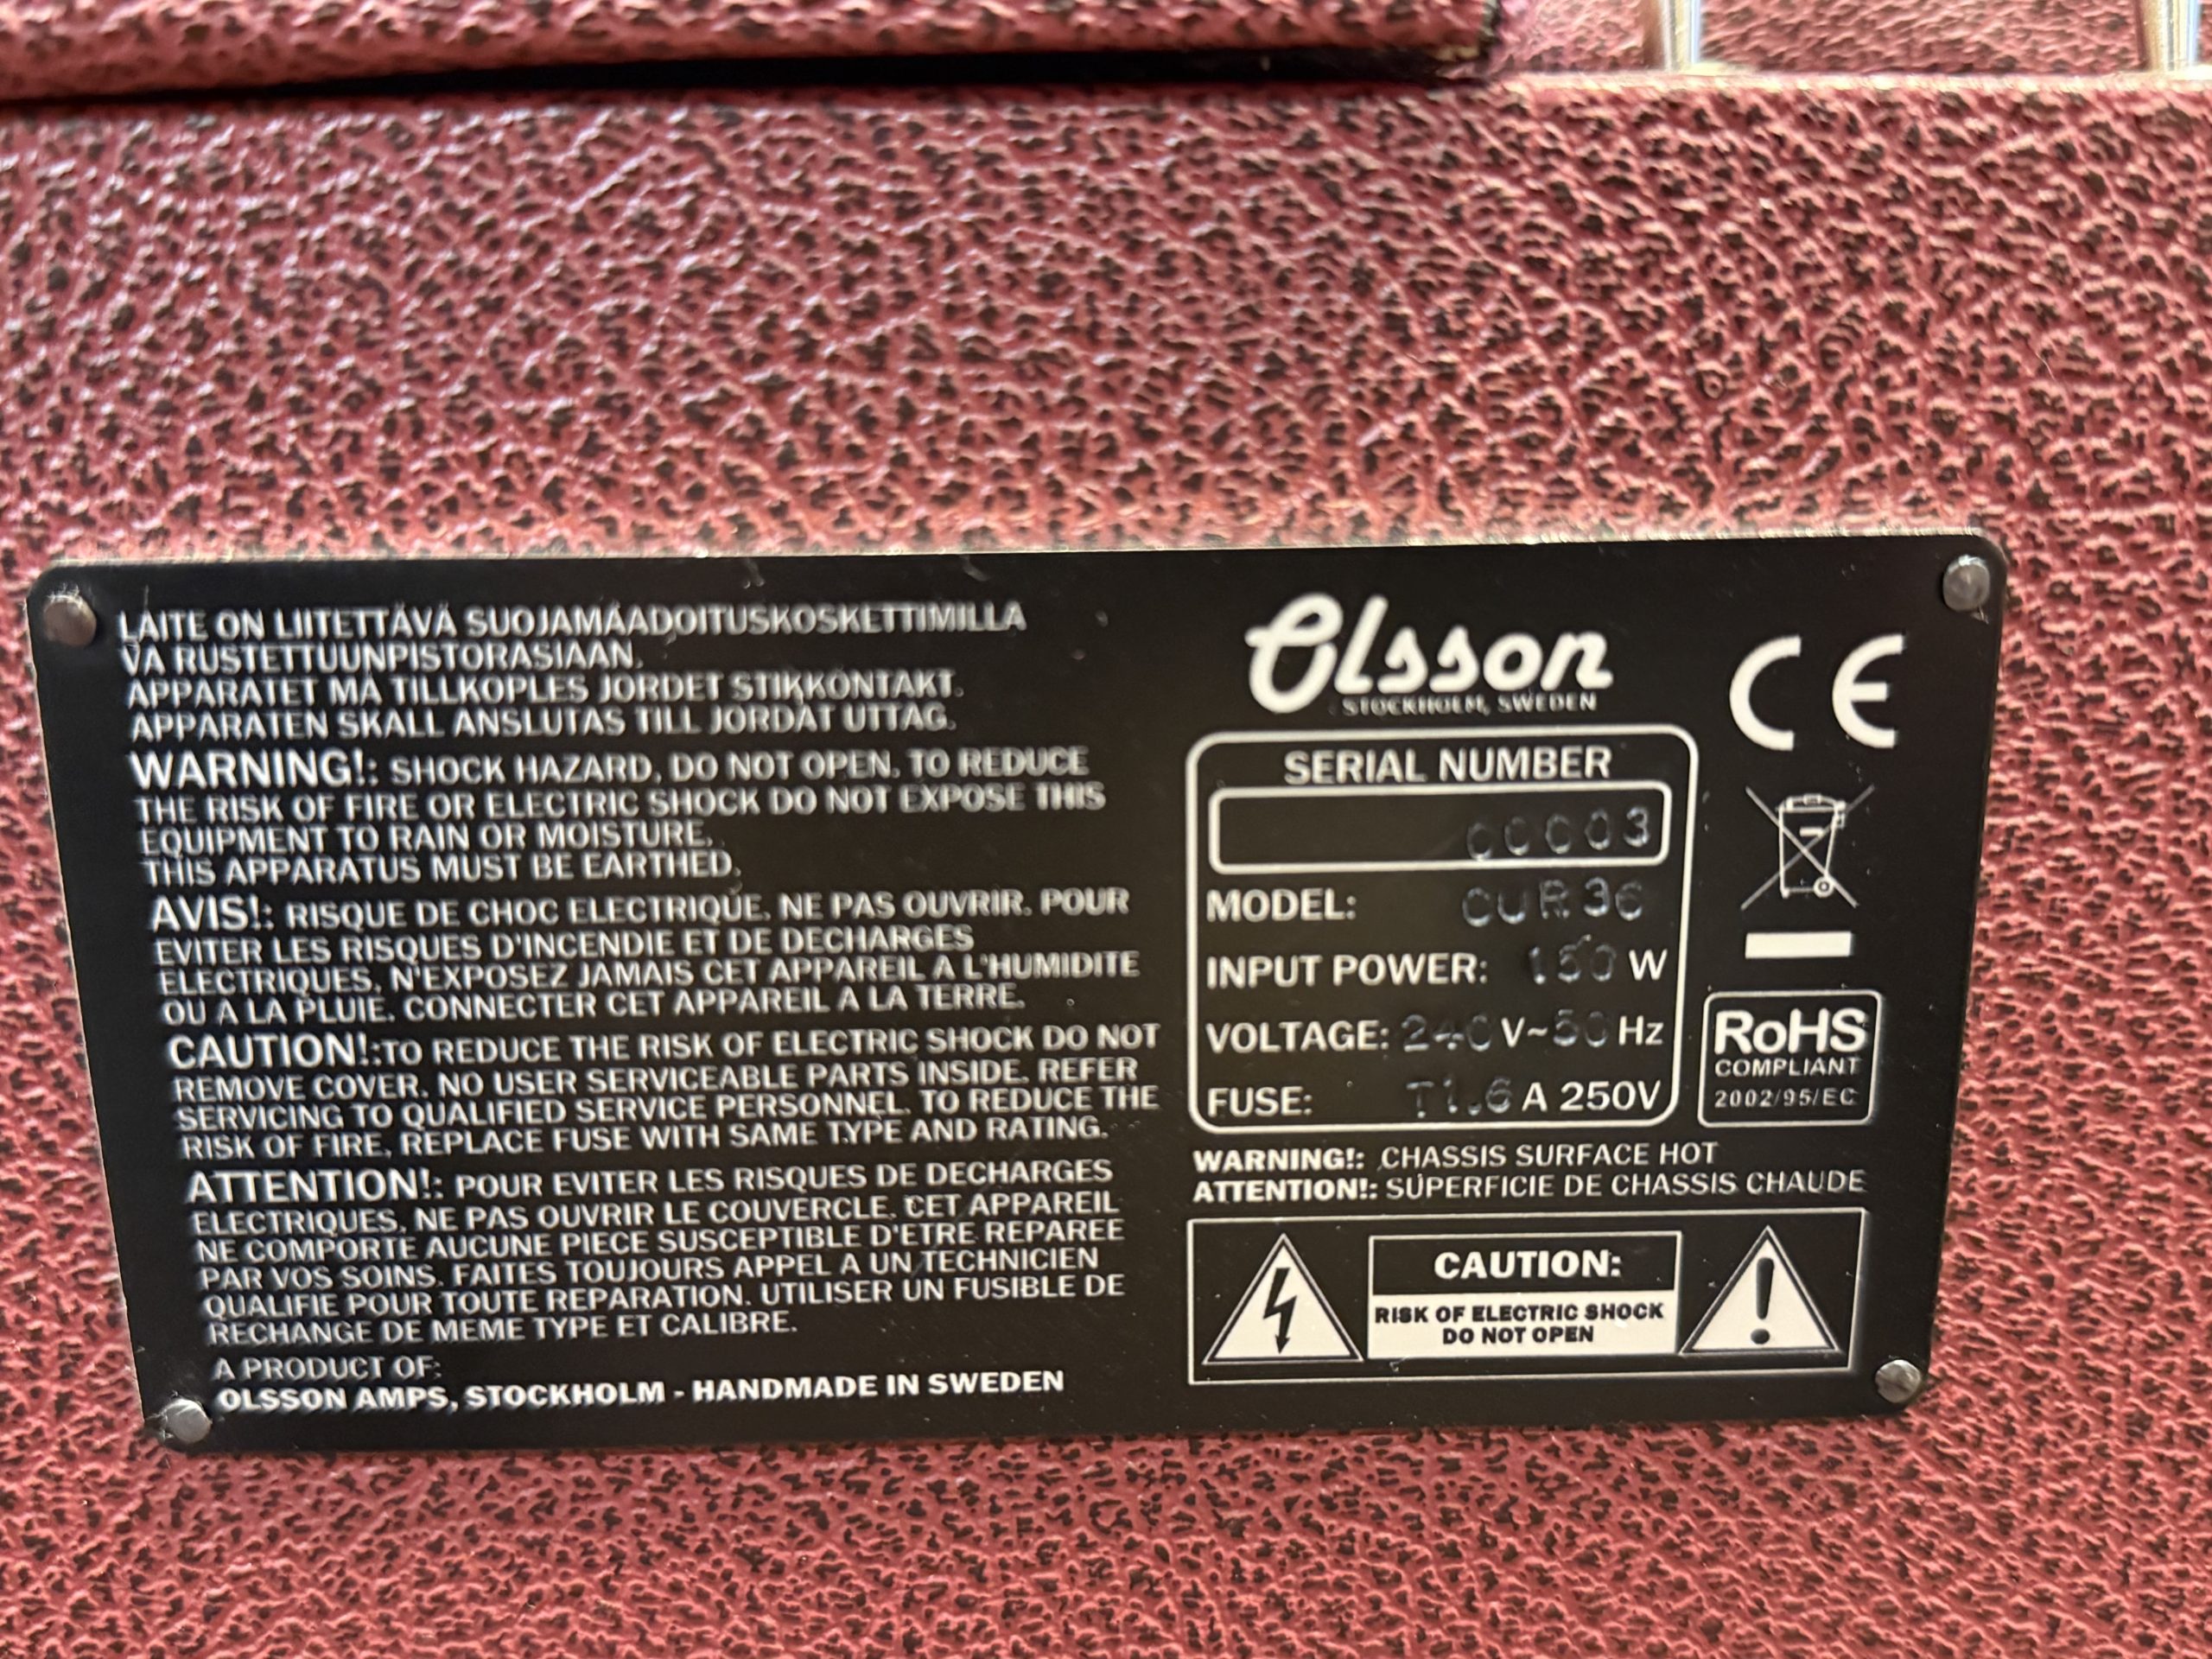 LAITE ON LIITETTÄVÄ SUOJAMAADOITUSKOSKETTIMILLA
VA RUSTETTUUNPISTORASIAAN.
APPARATET MÅ TILLKOPLES JORDET STIKKONTAKT.
APPARATEN SKALL ANSLUTAS TILL JORDAT UTTAG.
WARNING!: SHOCK HAZARD. DO NOT OPEN. TO REDUCE
THE RISK OF FIRE OR ELECTRIC SHOCK DO NOT EXPOSE THIS
EQUIPMENT TO RAIN OR MOISTURE.
THIS APPARATUS MUST BE EARTHED.
AVIS!: RISQUE DE CHOC ELECTRIQUE. NE PAS OUVRIR. POUR
EVITER LES RISQUES D'INCENDIE ET DE DECHARGES
ELECTRIQUES, N'EXPOSEZ JAMAIS CET APPAREIL A L'HUMIDITE
OU A LA PLUIE. CONNECTER CET APPAREIL A LA TERRE.
CAUTION!:TO REDUCE THE RISK OF ELECTRIC SHOCK DO NOT
REMOVE COVER. NO USER SERVICEABLE PARTS INSIDE. REFER
SERVICING TO QUALIFIED SERVICE PERSONNEL. TO REDUCE THE
RISK OF FIRE, REPLACE FUSE WITH SAME TYPE AND RATING.
ATTENTION!: POUR EVITER LES RISQUES DE DECHARGES
ELECTRIQUES, NE PAS OUVRIR LE COUVERCLE. CET APPAREIL
NE COMPORTE AUCUNE PIECE SUSCEPTIBLE D'ETRE REPAREE
PAR VOS SOINS. FAITES TOUJOURS APPEL A UN TECHNICIEN
QUALIFIE POUR TOUTE REPARATION. UTILISER UN FUSIBLE DE
RECHANGE DE MEME TYPE ET CALIBRE.
A PRODUCT OF:
OLSSON AMPS, STOCKHOLM - HANDMADE IN SWEDEN
Olsson
STOCKHOLM, SWEDEN
SERIAL NUMBER
00003
MODEL: CUR36
INPUT POWER: 150 W
VOLTAGE: 240 V~50 Hz
FUSE: T1.6 A 250V
CE
RoHS
COMPLIANT
2002/95/EC
WARNING!: CHASSIS SURFACE HOT
ATTENTION!: SUPERFICIE DE CHASSIS CHAUDE
CAUTION:
RISK OF ELECTRIC SHOCK
DO NOT OPEN